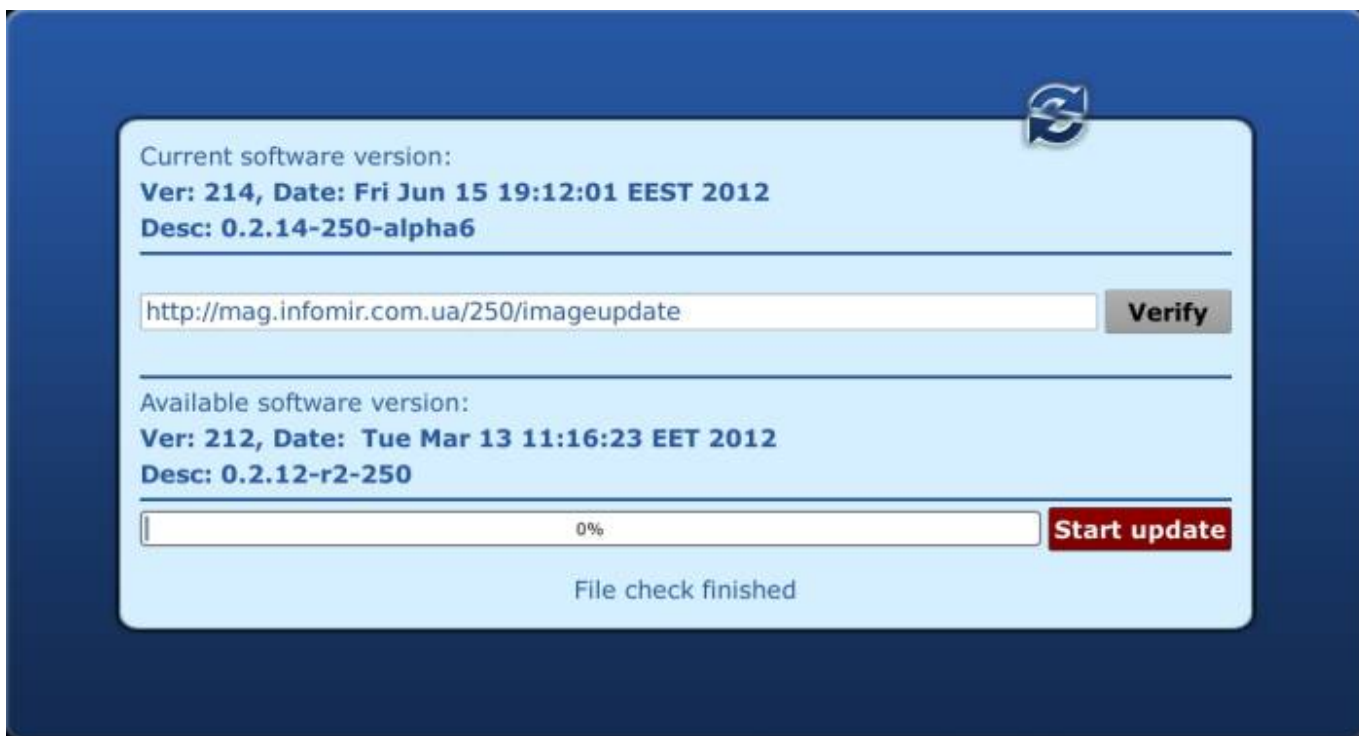 Current software version:
Ver: 214, Date: Fri Jun 15 19:12:01 EEST 2012
Desc: 0.2.14-250-alpha6
http://mag.infomir.com.ua/250/imageupdate
Verify
Available software version:
Ver: 212, Date:  Tue Mar 13 11:16:23 EET 2012
Desc: 0.2.12-r2-250
0%
Start update
File check finished